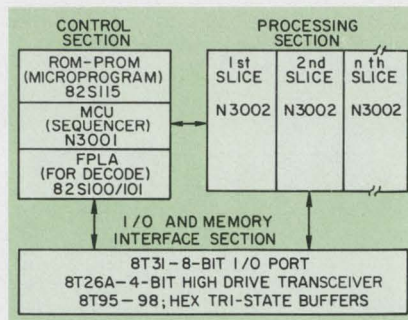 CONTROL
SECTION
ROM-PROM
(MICROPROGRAM)
82S115
MCU
(SEQUENCER)
N3001
FPLA
(FOR DECODE)
82S100/101
PROCESSING
SECTION
1st
SLICE
N3002
2nd
SLICE
N3002
nth
SLICE
N3002
I/O AND MEMORY
INTERFACE SECTION
8T31-8-BIT I/O PORT
8T26A-4-BIT HIGH DRIVE TRANSCEIVER
8T95-98; HEX TRI-STATE BUFFERS